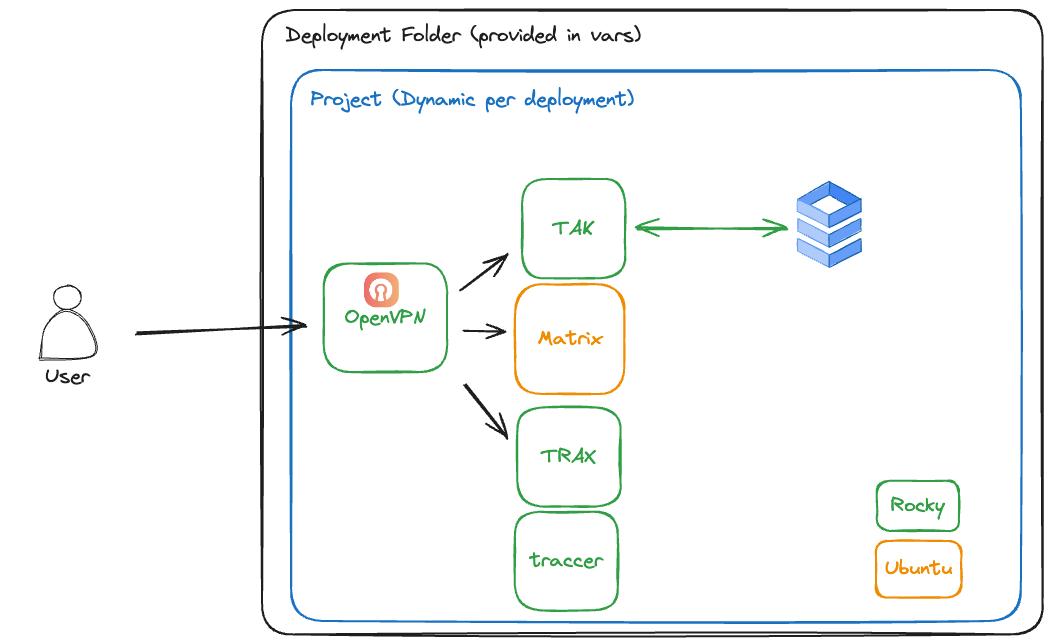 Deployment Folder (provided in vars)
Project (Dynamic per deployment)
TAK
OpenVPN
Matrix
User
TRAX
Rocky
traccer
Ubuntu